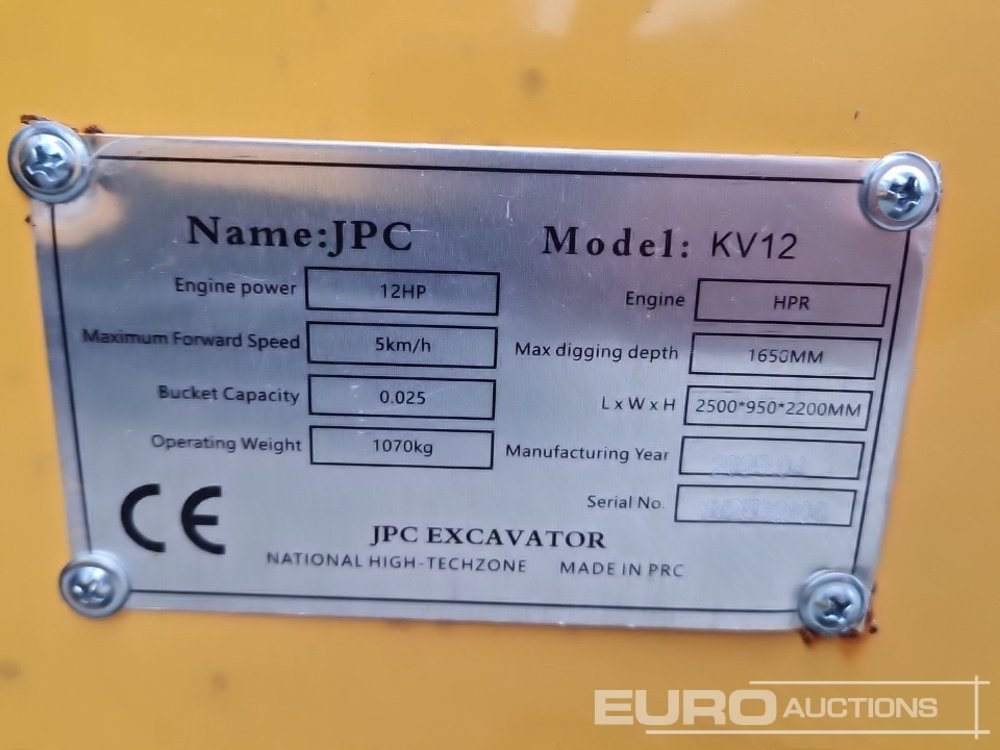 Name:JPC Model: KV12
Engine power 12HP Engine HPR
Maximum Forward Speed 5km/h Max digging depth 1650MM
Bucket Capacity 0.025 L x W x H 2500*950*2200MM
Operating Weight 1070kg Manufacturing Year
Serial No.
CE
JPC EXCAVATOR
NATIONAL HIGH-TECHZONE MADE IN PRC
EURO AUCTIONS